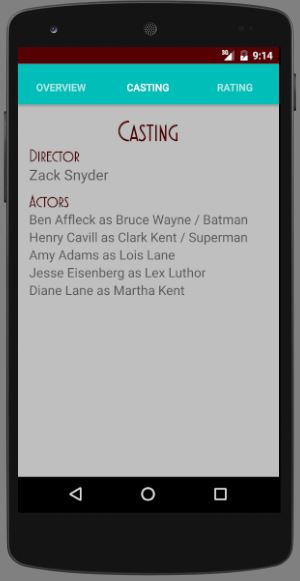 3G 9:14
OVERVIEW CASTING RATING
Casting
Director
Zack Snyder
Actors
Ben Affleck as Bruce Wayne / Batman
Henry Cavill as Clark Kent / Superman
Amy Adams as Lois Lane
Jesse Eisenberg as Lex Luthor
Diane Lane as Martha Kent